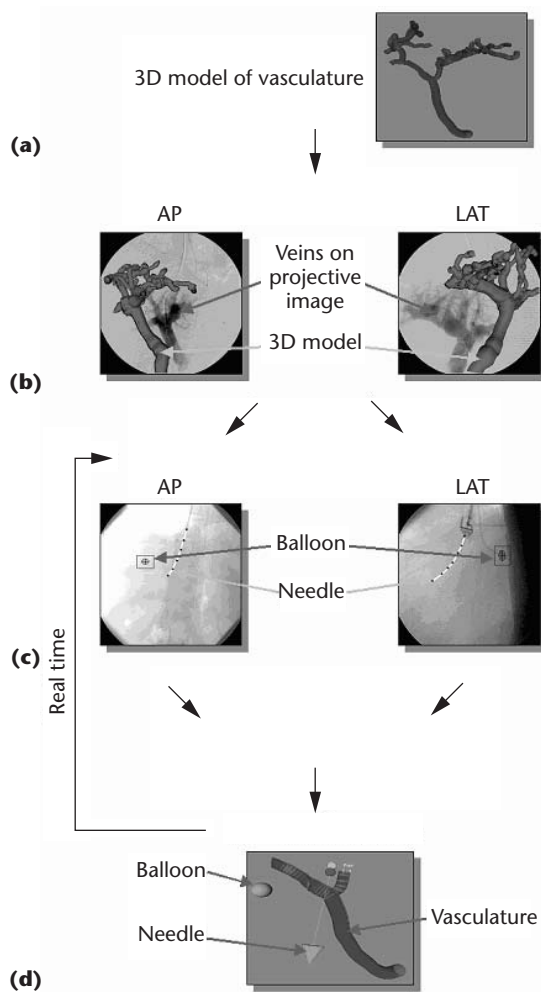 3D model of vasculature
(a)
AP
LAT
Veins on
projective
image
3D model
(b)
AP
LAT
Balloon
Needle
(c)
Real time
Balloon
Needle
Vasculature
(d)